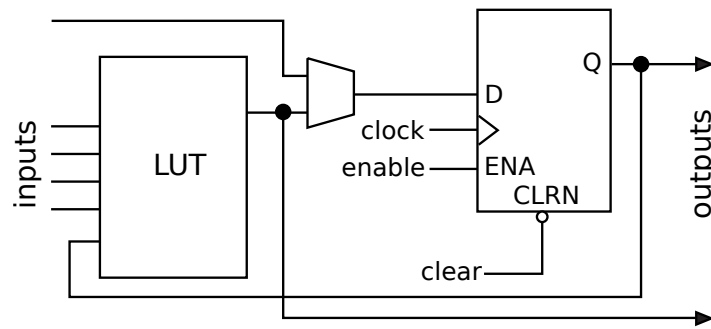 inputs
LUT
clock
enable
clear
D
ENA
CLRN
Q
outputs